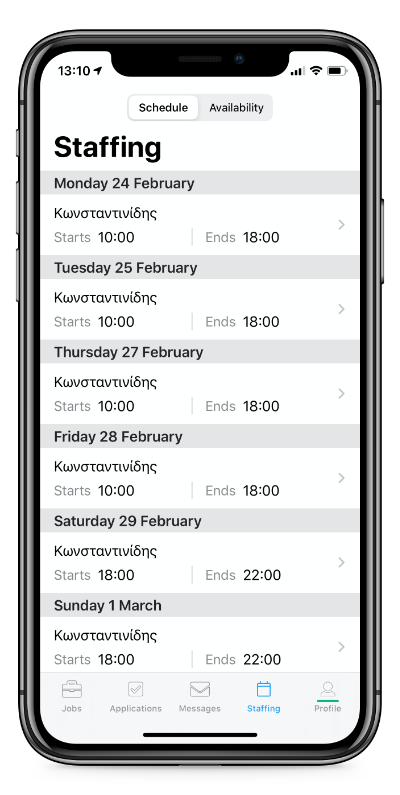 13:10
Schedule Availability
Staffing
Monday 24 February
Κωνσταντινίδης
Starts 10:00 Ends 18:00
Tuesday 25 February
Κωνσταντινίδης
Starts 10:00 Ends 18:00
Thursday 27 February
Κωνσταντινίδης
Starts 10:00 Ends 18:00
Friday 28 February
Κωνσταντινίδης
Starts 10:00 Ends 18:00
Saturday 29 February
Κωνσταντινίδης
Starts 18:00 Ends 22:00
Sunday 1 March
Κωνσταντινίδης
Starts 18:00 Ends 22:00
Jobs Applications Messages Staffing Profile